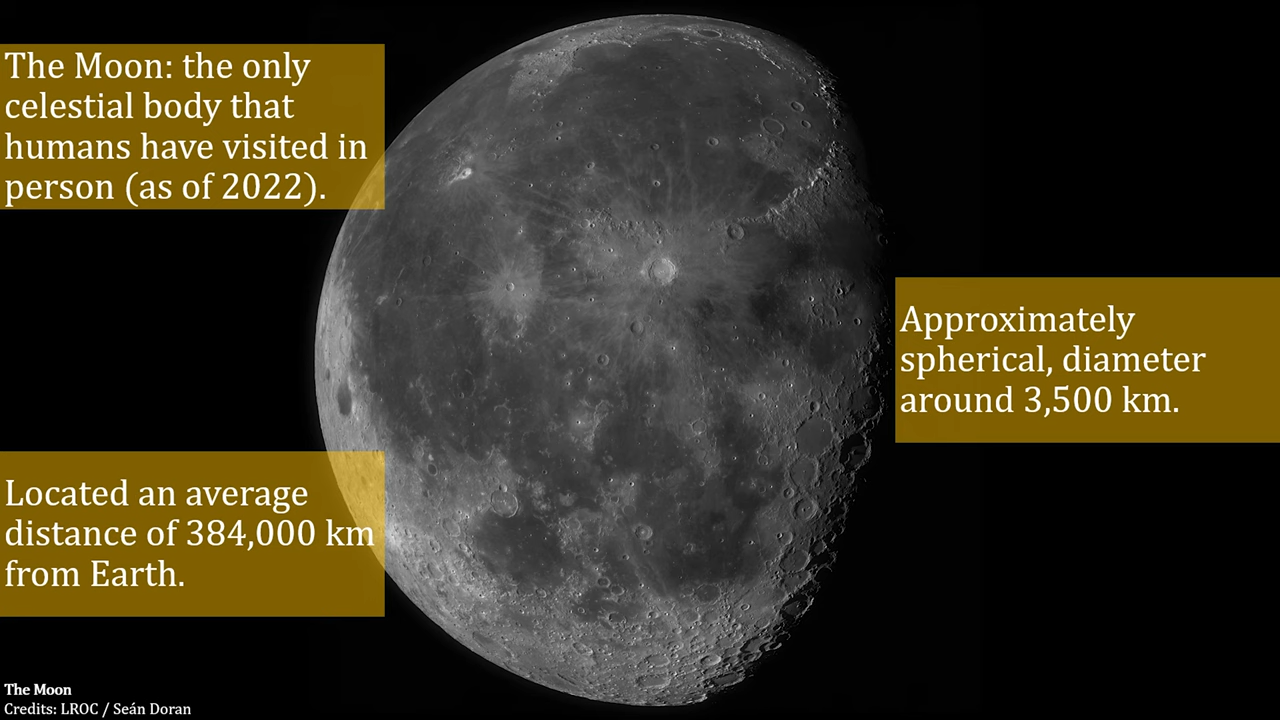 The Moon: the only
celestial body that
humans have visited in
person (as of 2022).
Approximately
spherical, diameter
around 3,500 km.
Located an average
distance of 384,000 km
from Earth.
The Moon
Credits: LROC / Seán Doran